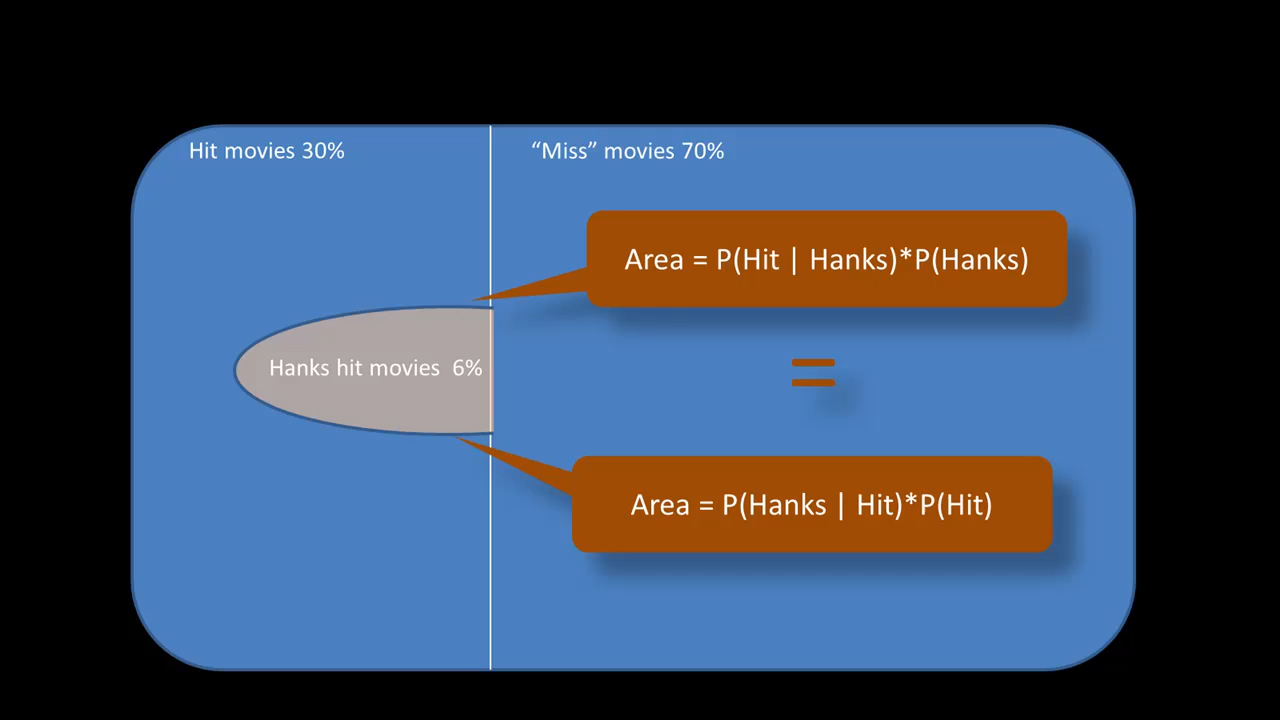 Hit movies 30%
“Miss” movies 70%
Area = P(Hit | Hanks)*P(Hanks)
Hanks hit movies  6%
=
Area = P(Hanks | Hit)*P(Hit)